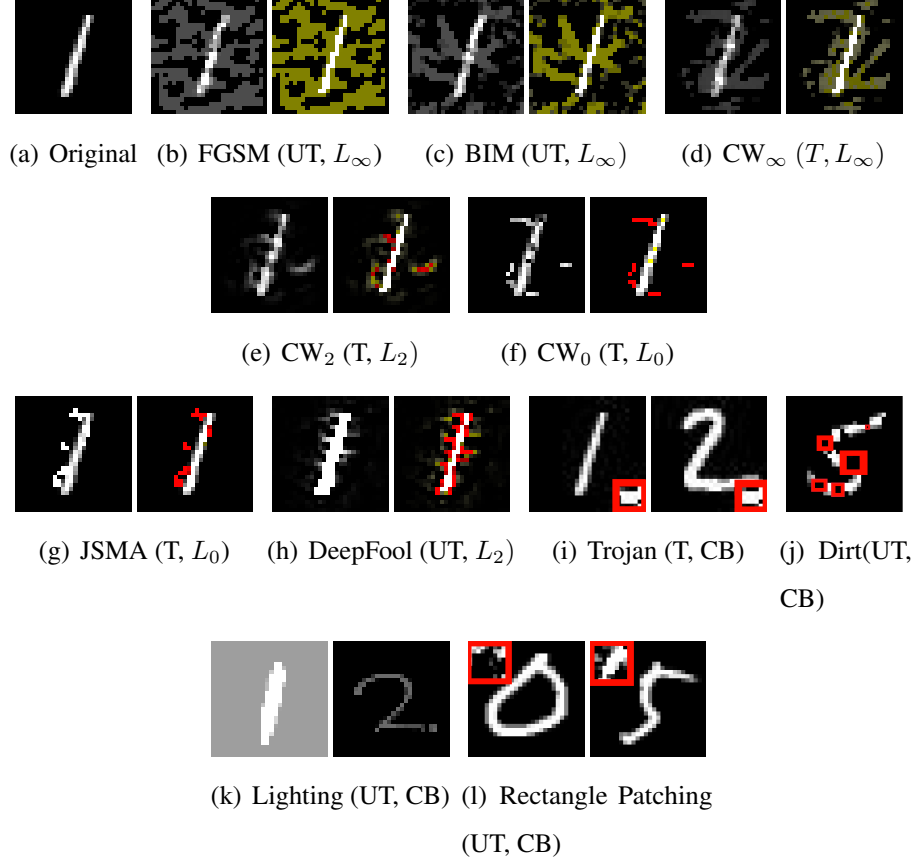 (a) Original (b) FGSM (UT, L∞) (c) BIM (UT, L∞) (d) CW∞ (T, L∞)
(e) CW₂ (T, L₂) (f) CW₀ (T, L₀)
(g) JSMA (T, L₀) (h) DeepFool (UT, L₂) (i) Trojan (T, CB) (j) Dirt(UT,
CB)
(k) Lighting (UT, CB) (l) Rectangle Patching
(UT, CB)